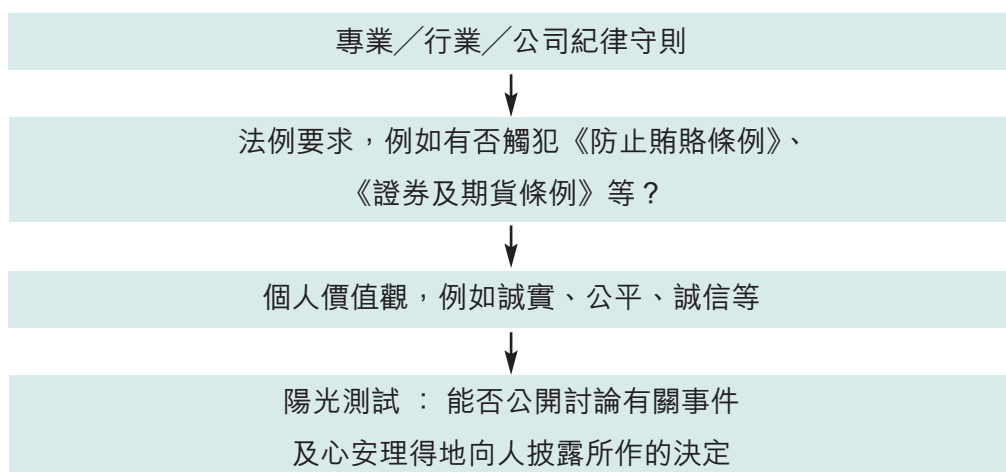 專業╱行業╱公司紀律守則
法例要求，例如有否觸犯《防止賄賂條例》、
《證券及期貨條例》等？
個人價值觀，例如誠實、公平、誠信等
陽光測試 ： 能否公開討論有關事件
及心安理得地向人披露所作的決定